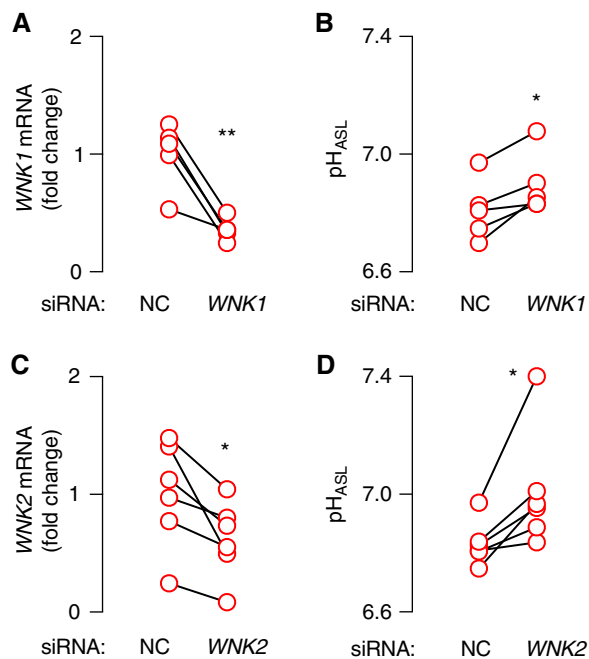 A
WNK1 mRNA
(fold change)
2
1
0
**
siRNA: NC WNK1
B
pHASL
7.4
7.0
6.6
*
siRNA: NC WNK1
C
WNK2 mRNA
(fold change)
2
1
0
*
siRNA: NC WNK2
D
pHASL
7.4
7.0
6.6
*
siRNA: NC WNK2